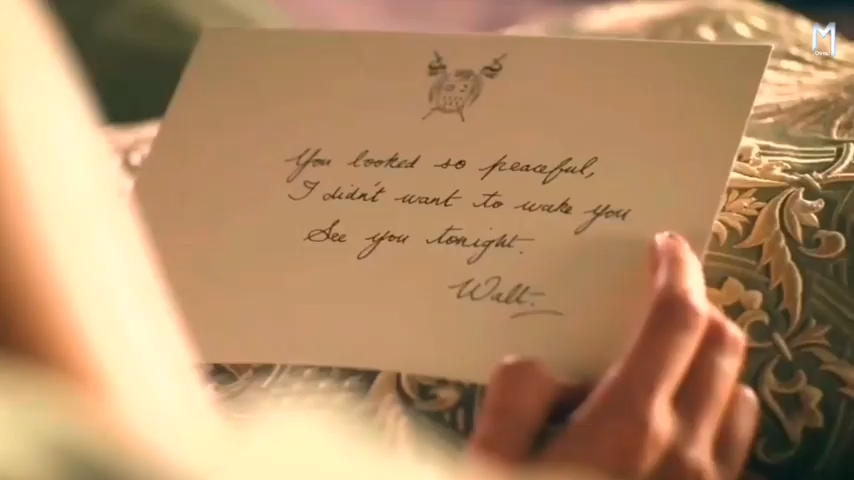 You looked so peaceful,
I didn't want to wake you
See you tonight.
Walt.
M